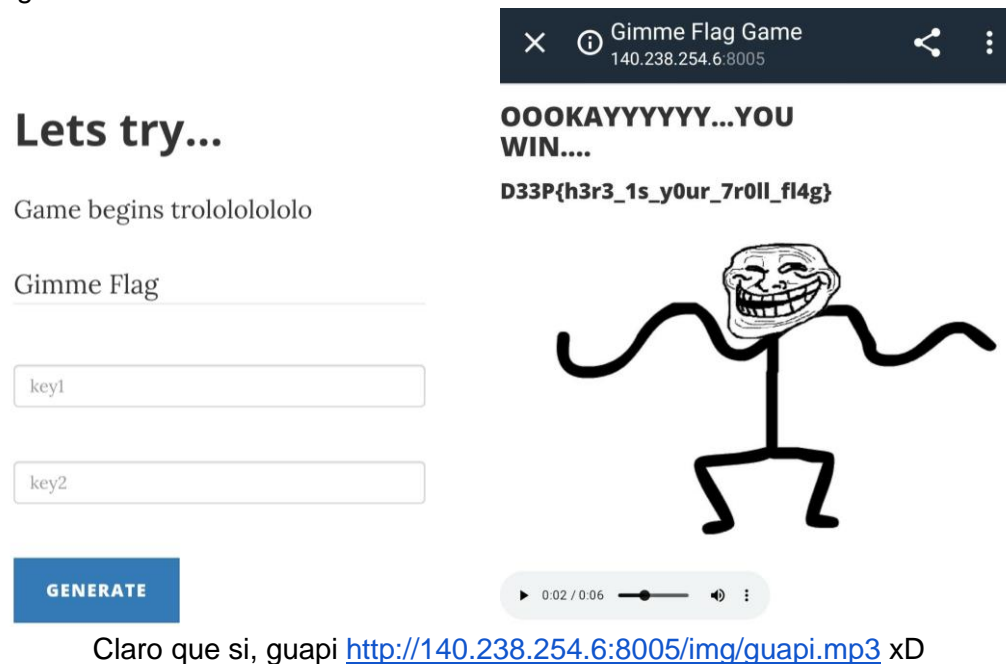 Lets try...
Game begins trolololololo
Gimme Flag
key1
key2
GENERATE
Gimme Flag Game
140.238.254.6:8005
OOOKAYYYYYY...YOU
WIN....
D33P{h3r3_1s_y0ur_7r0ll_fl4g}
0:02 / 0:06
Claro que si, guapi http://140.238.254.6:8005/img/guapi.mp3 xD